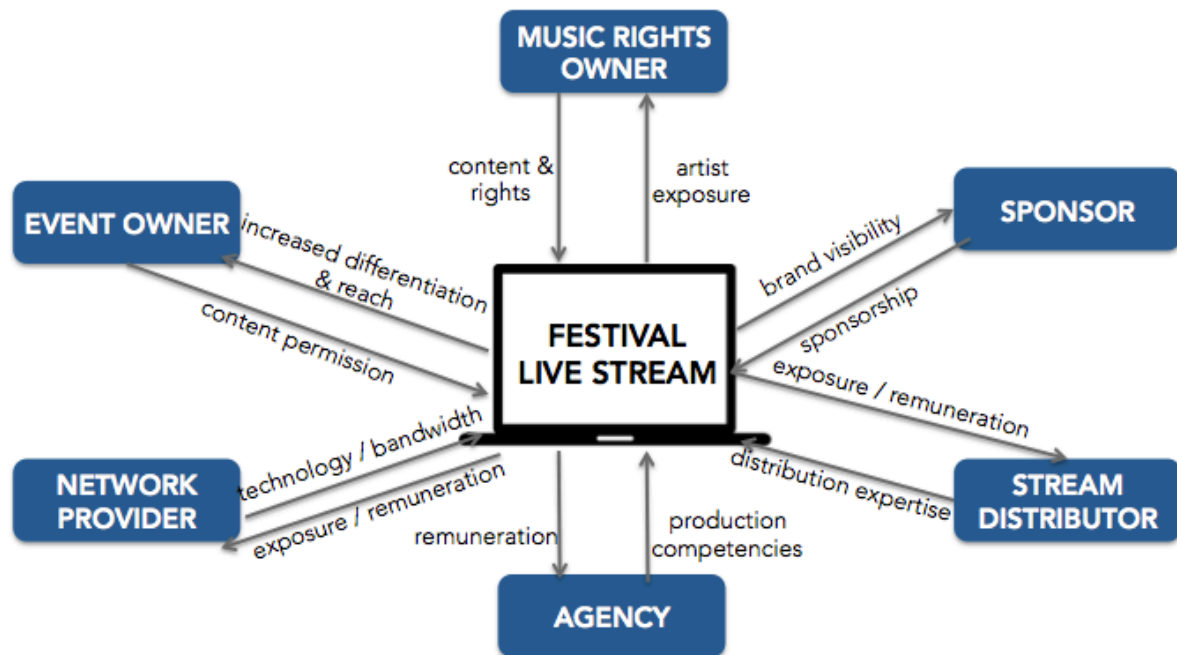 MUSIC RIGHTS
OWNER
content &
rights
artist
exposure
EVENT OWNER
increased differentiation
& reach
content permission
SPONSOR
brand visibility
sponsorship
FESTIVAL
LIVE STREAM
exposure / remuneration
distribution expertise
STREAM
DISTRIBUTOR
NETWORK
PROVIDER
technology / bandwidth
exposure / remuneration
remuneration
production
competencies
AGENCY